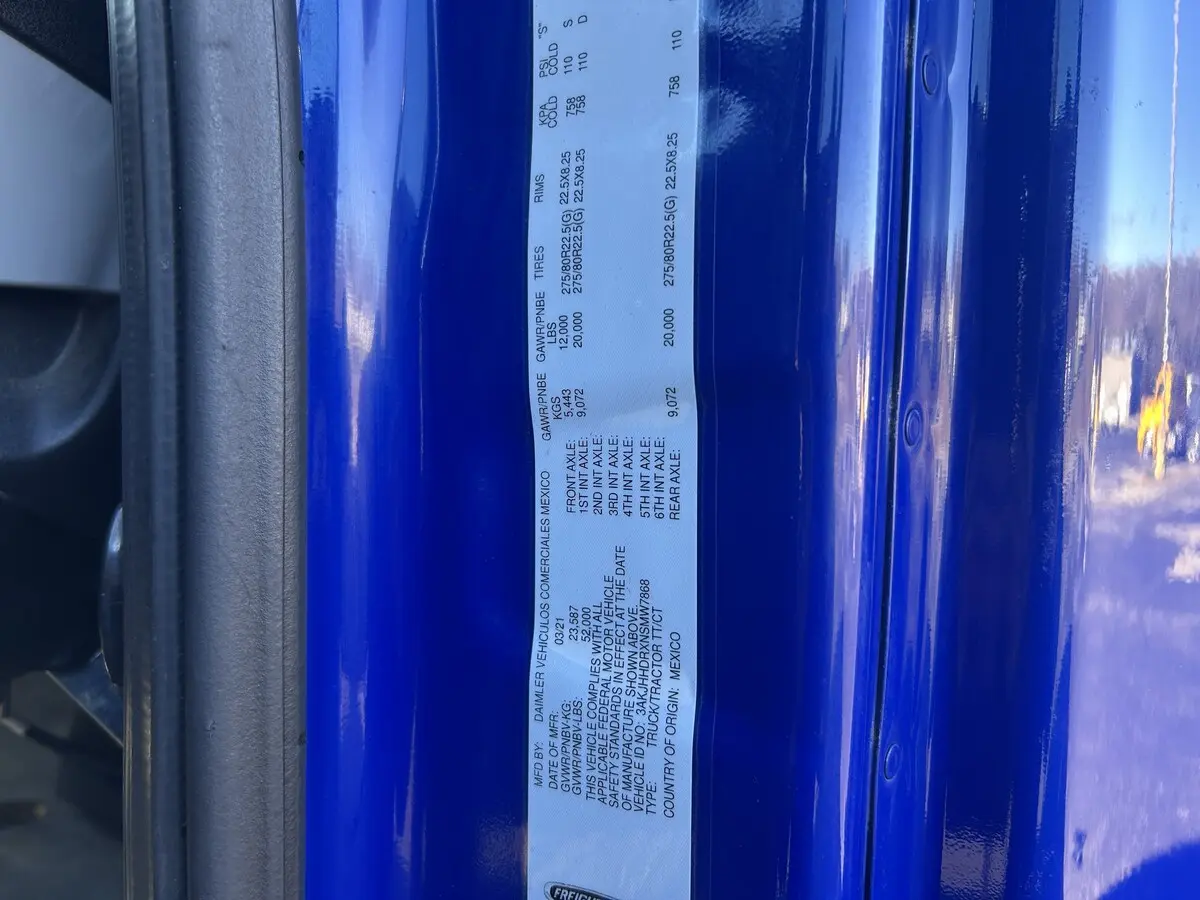 FREIGH
MFD BY: DAIMLER VEHICULOS COMERCIALES MEXICO
DATE OF MFR: 03/21
GVWR/PNBV-KG: 23,587
GVWR/PNBV-LBS: 52,000
THIS VEHICLE COMPLIES WITH ALL
APPLICABLE FEDERAL MOTOR VEHICLE
SAFETY STANDARDS IN EFFECT AT THE DATE
OF MANUFACTURE SHOWN ABOVE.
VEHICLE ID NO. 3AKJHHDRXNSMW7868
TYPE: TRUCK/TRACTOR TT/CT
COUNTRY OF ORIGIN: MEXICO
GAWR/PNBE GAWR/PNBE TIRES RIMS KPA PSI "S"
KGS LBS COLD COLD
FRONT AXLE: 5,443 12,000 275/80R22.5(G) 22.5X8.25 758 110 S
1ST INT AXLE: 9,072 20,000 275/80R22.5(G) 22.5X8.25 758 110 D
2ND INT AXLE:
3RD INT AXLE:
4TH INT AXLE:
5TH INT AXLE:
6TH INT AXLE:
REAR AXLE: 9,072 20,000 275/80R22.5(G) 22.5X8.25 758 110